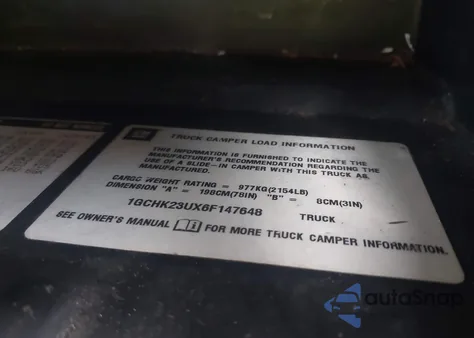 GM
TRUCK CAMPER LOAD INFORMATION
THIS INFORMATION IS FURNISHED TO INDICATE THE
MANUFACTURER'S RECOMMENDATION REGARDING THE
USE OF A SLIDE-IN CAMPER WITH THIS TRUCK AS
MANUFACTURED.
CARGO WEIGHT RATING = 977KG(2154LB)
DIMENSION "A" = 198CM(78IN) "B" = 8CM(3IN)
1GCHK23UX6F147648 TRUCK
SEE OWNER'S MANUAL FOR MORE TRUCK CAMPER INFORMATION.
autoSnap